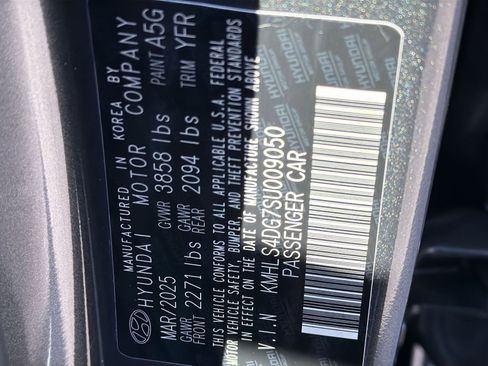 MANUFACTURED IN KOREA BY
HYUNDAI MOTOR COMPANY
MAR/2025 GVWR 3858 lbs PAINT A5G
GAWR FRONT 2271 lbs GAWR REAR 2094 lbs TRIM YFR
THIS VEHICLE CONFORMS TO ALL APPLICABLE U.S.A. FEDERAL
MOTOR VEHICLE SAFETY, BUMPER, AND THEFT PREVENTION STANDARDS
IN EFFECT ON THE DATE OF MANUFACTURE SHOWN ABOVE
V.I.N KMHLS4DG7SU009050
PASSENGER CAR
HYUNDAI
HYUNDAI